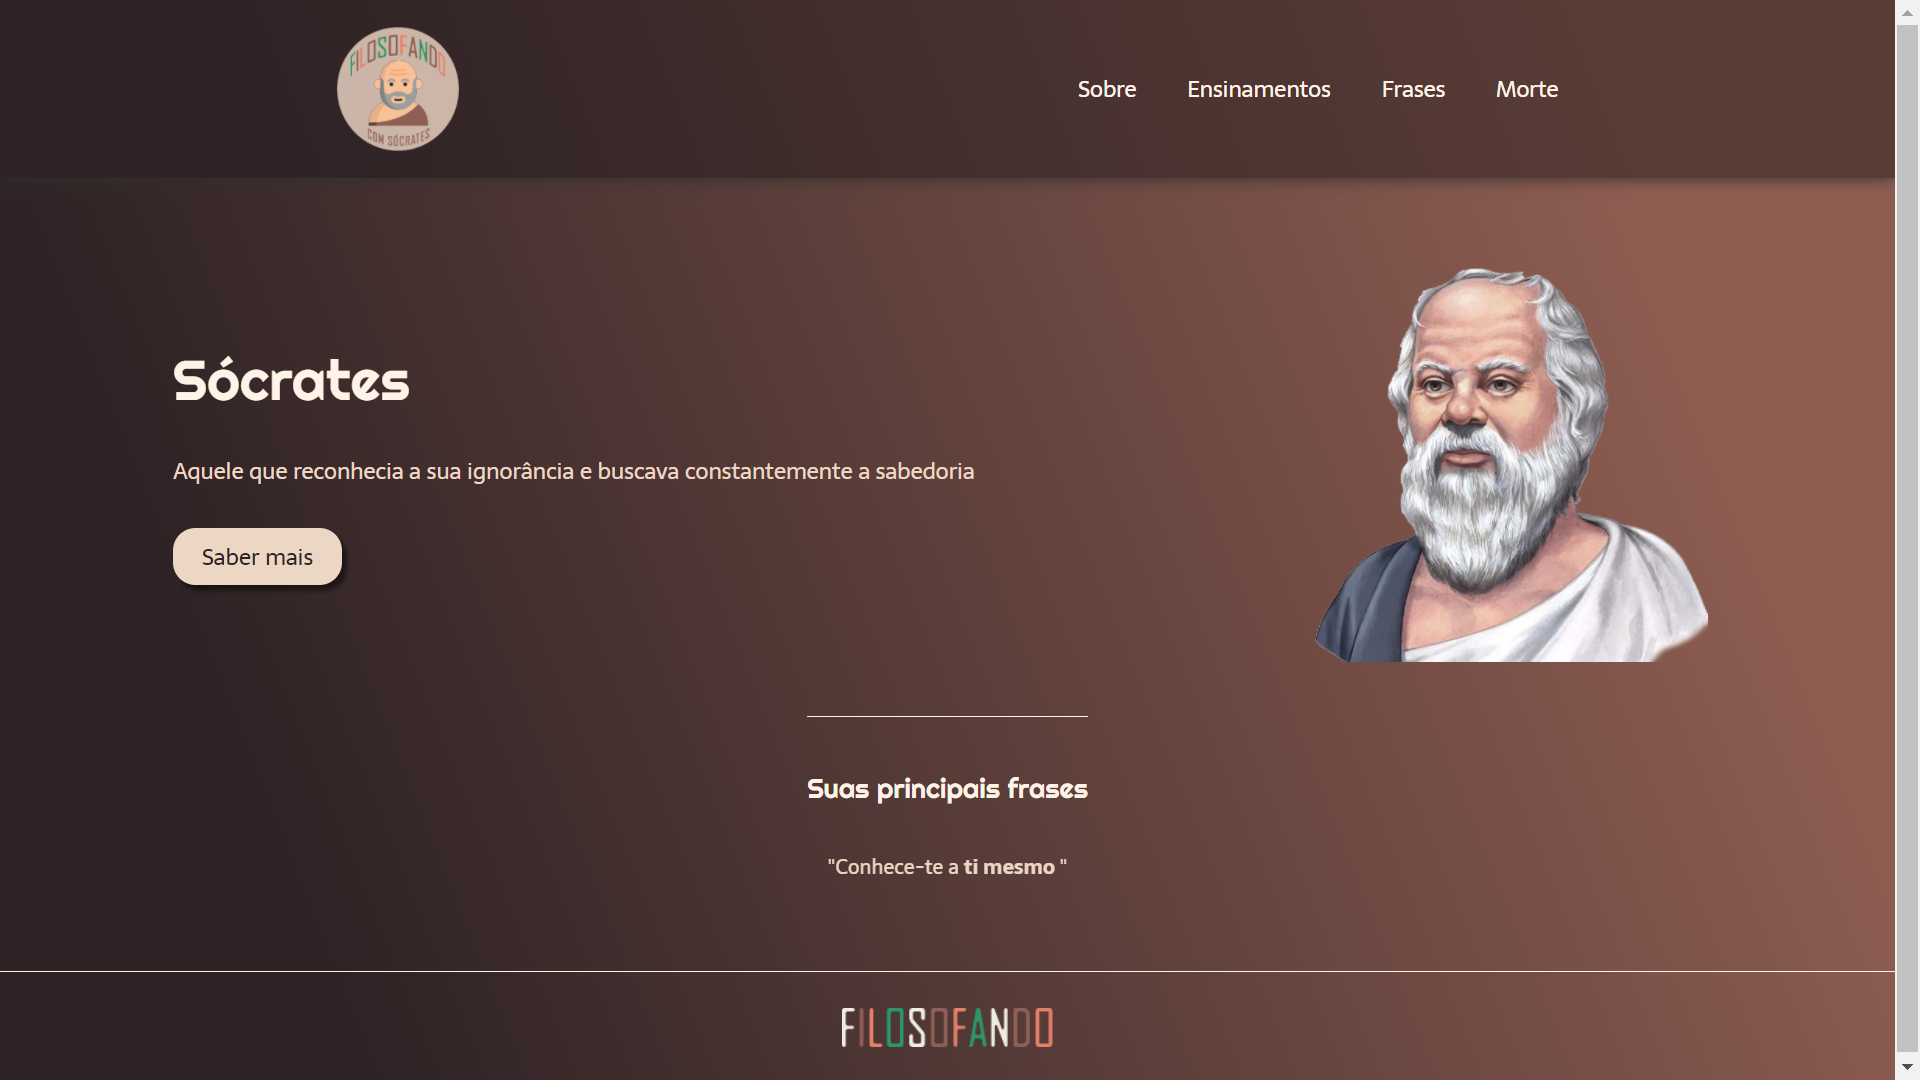 FILOSOFANDO
COM SÓCRATES
Sobre Ensinamentos Frases Morte
Sócrates
Aquele que reconhecia a sua ignorância e buscava constantemente a sabedoria
Saber mais
Suas principais frases
"Conhece-te a ti mesmo "
FILOSOFANDO